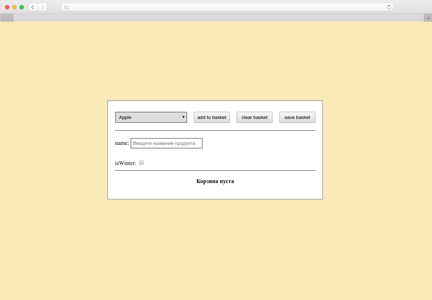 Apple add to basket clear basket save basket
name: Введите название продукта
isWinter:
Корзина пуста